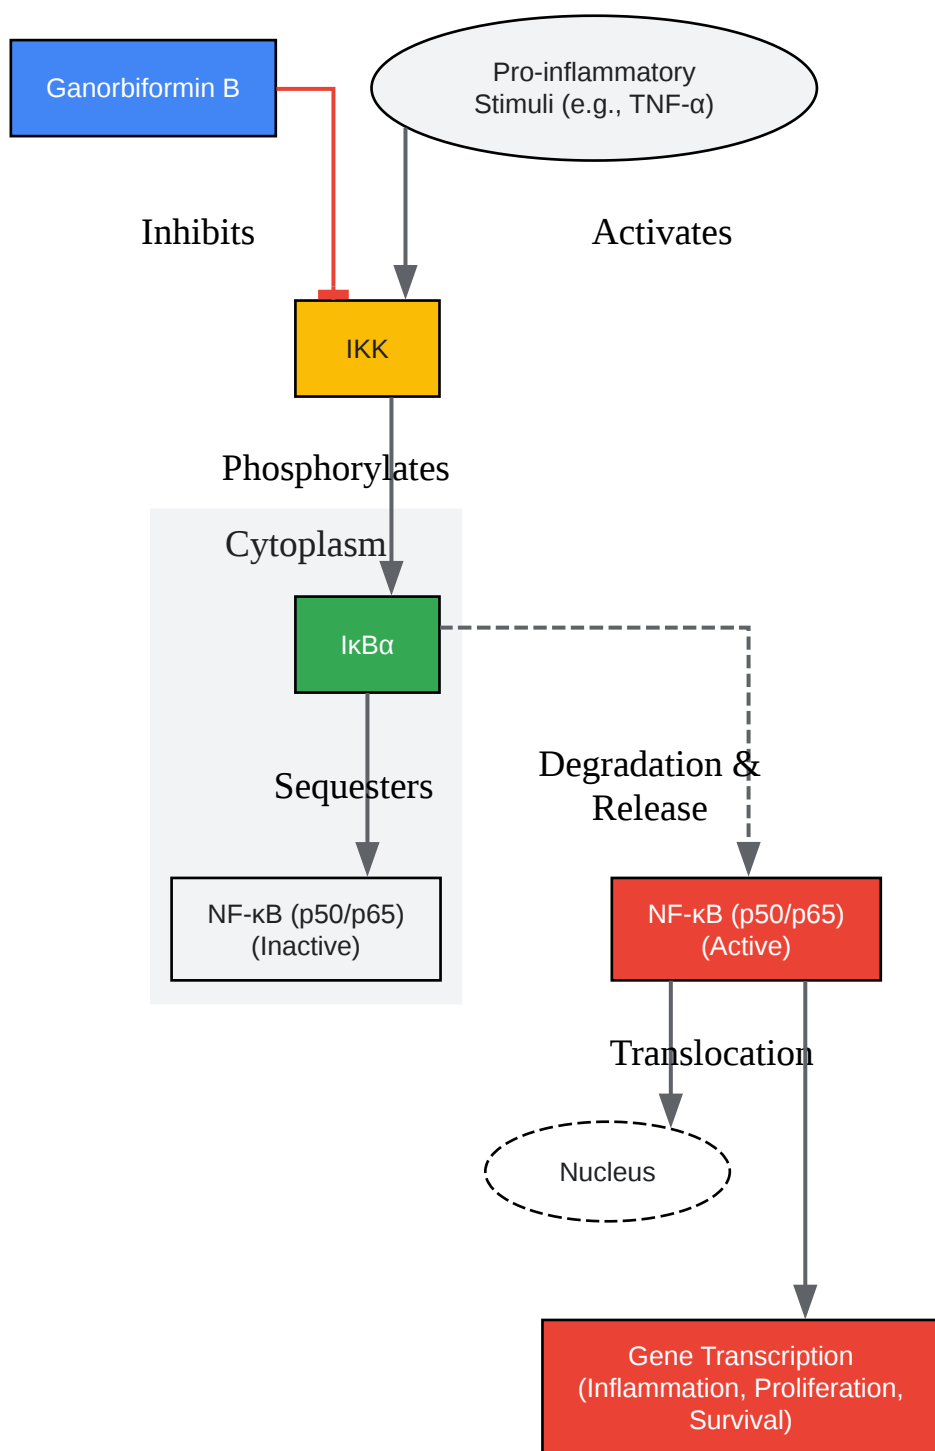 Ganorbiformin B
Pro-inflammatory
Stimuli (e.g., TNF-α)
Inhibits
Activates
IKK
Phosphorylates
Cytoplasm
IκBα
Sequesters
Degradation &
Release
NF-κB (p50/p65)
(Inactive)
NF-κB (p50/p65)
(Active)
Translocation
Nucleus
Gene Transcription
(Inflammation, Proliferation,
Survival)